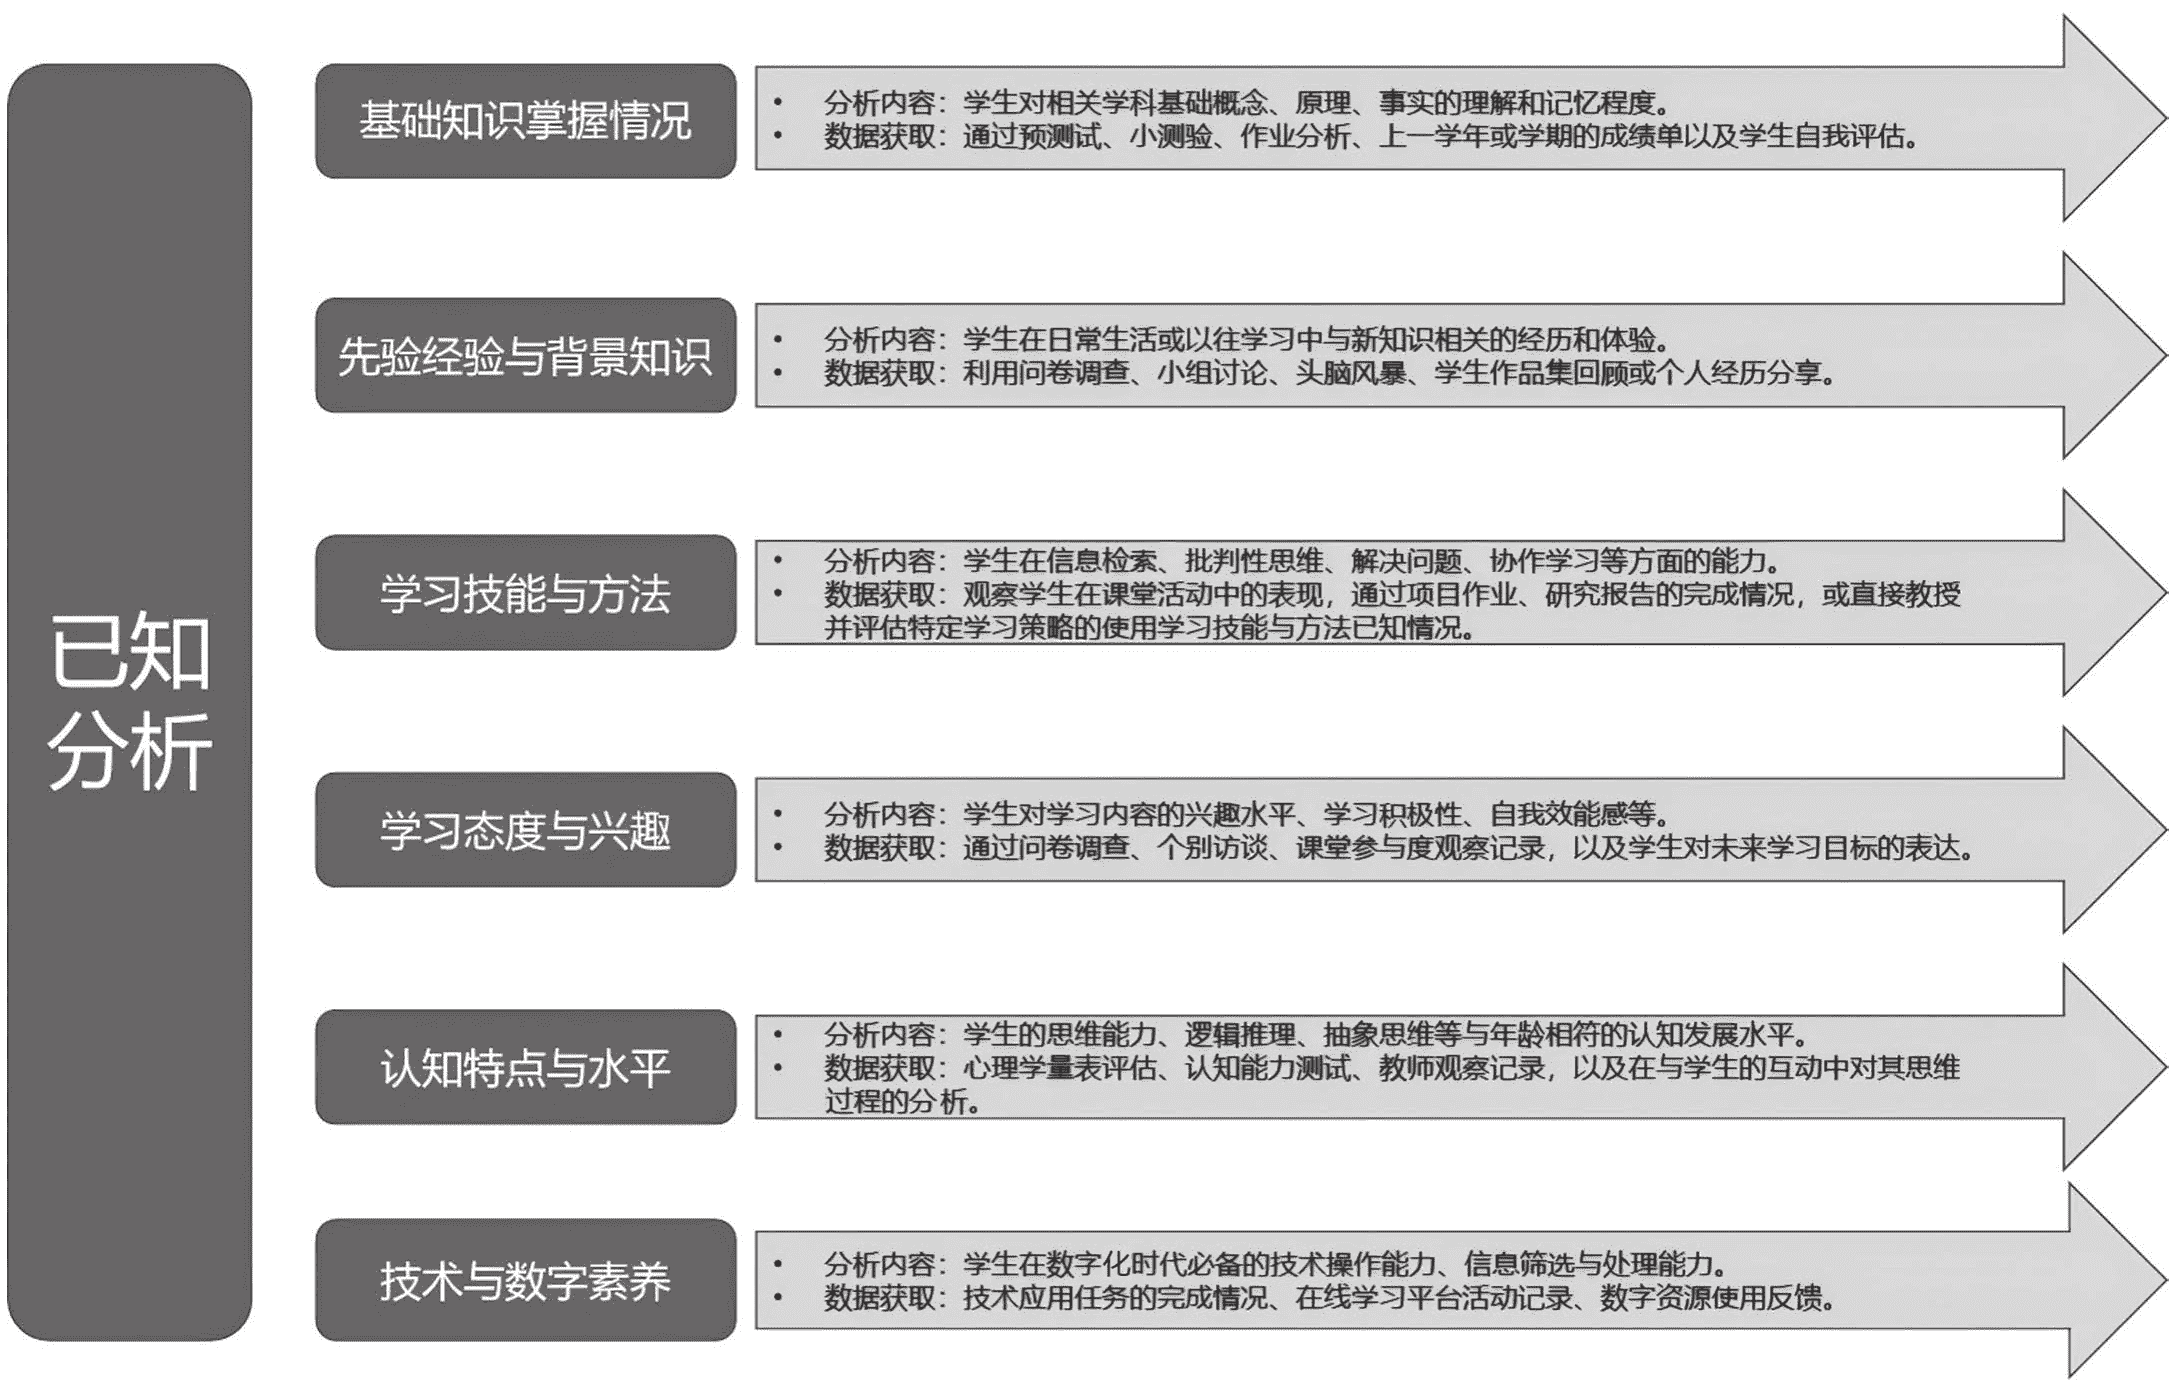 已知
分析
基础知识掌握情况
• 分析内容：学生对相关学科基础概念、原理、事实的理解和记忆程度。
• 数据获取：通过预测试、小测验、作业分析、上一学年或学期的成绩单以及学生自我评估。
先验经验与背景知识
• 分析内容：学生在日常生活或以往学习中与新知识相关的经历和体验。
• 数据获取：利用问卷调查、小组讨论、头脑风暴、学生作品集回顾或个人经历分享。
学习技能与方法
• 分析内容：学生在信息检索、批判性思维、解决问题、协作学习等方面的能力。
• 数据获取：观察学生在课堂活动中的表现，通过项目作业、研究报告的完成情况，或直接教授
并评估特定学习策略的使用学习技能与方法已知情况。
学习态度与兴趣
• 分析内容：学生对学习内容的兴趣水平、学习积极性、自我效能感等。
• 数据获取：通过问卷调查、个别访谈、课堂参与度观察记录，以及学生对未来学习目标的表达。
认知特点与水平
• 分析内容：学生的思维能力、逻辑推理、抽象思维等与年龄相符的认知发展水平。
• 数据获取：心理学量表评估、认知能力测试、教师观察记录，以及在与学生的互动中对其思维
过程的分析。
技术与数字素养
• 分析内容：学生在数字化时代必备的技术操作能力、信息筛选与处理能力。
• 数据获取：技术应用任务的完成情况、在线学习平台活动记录、数字资源使用反馈。